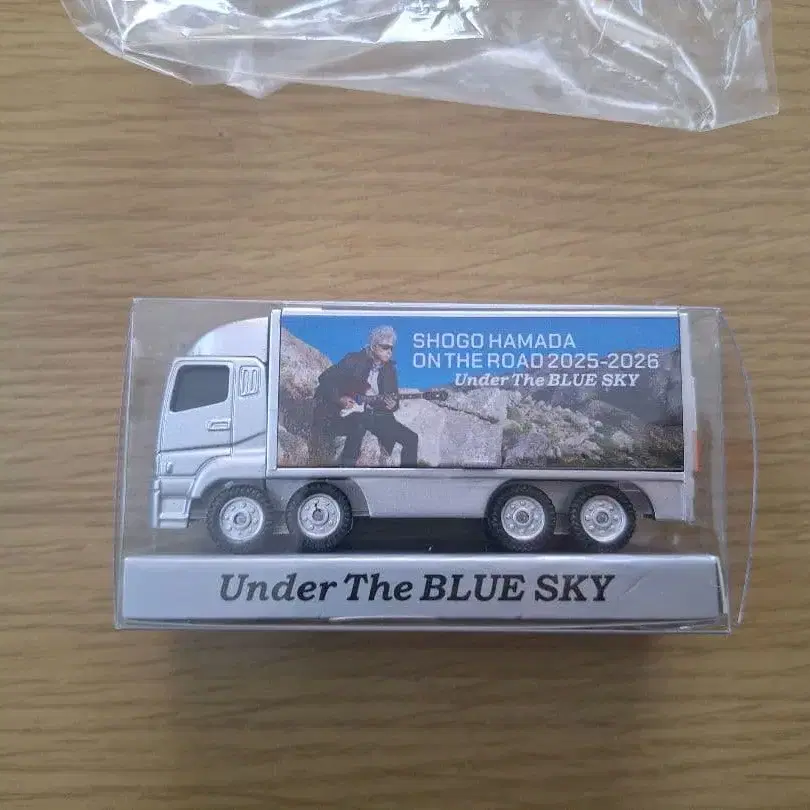 SHOGO HAMADA
ON THE ROAD 2025-2026
Under The BLUE SKY
Under The BLUE SKY